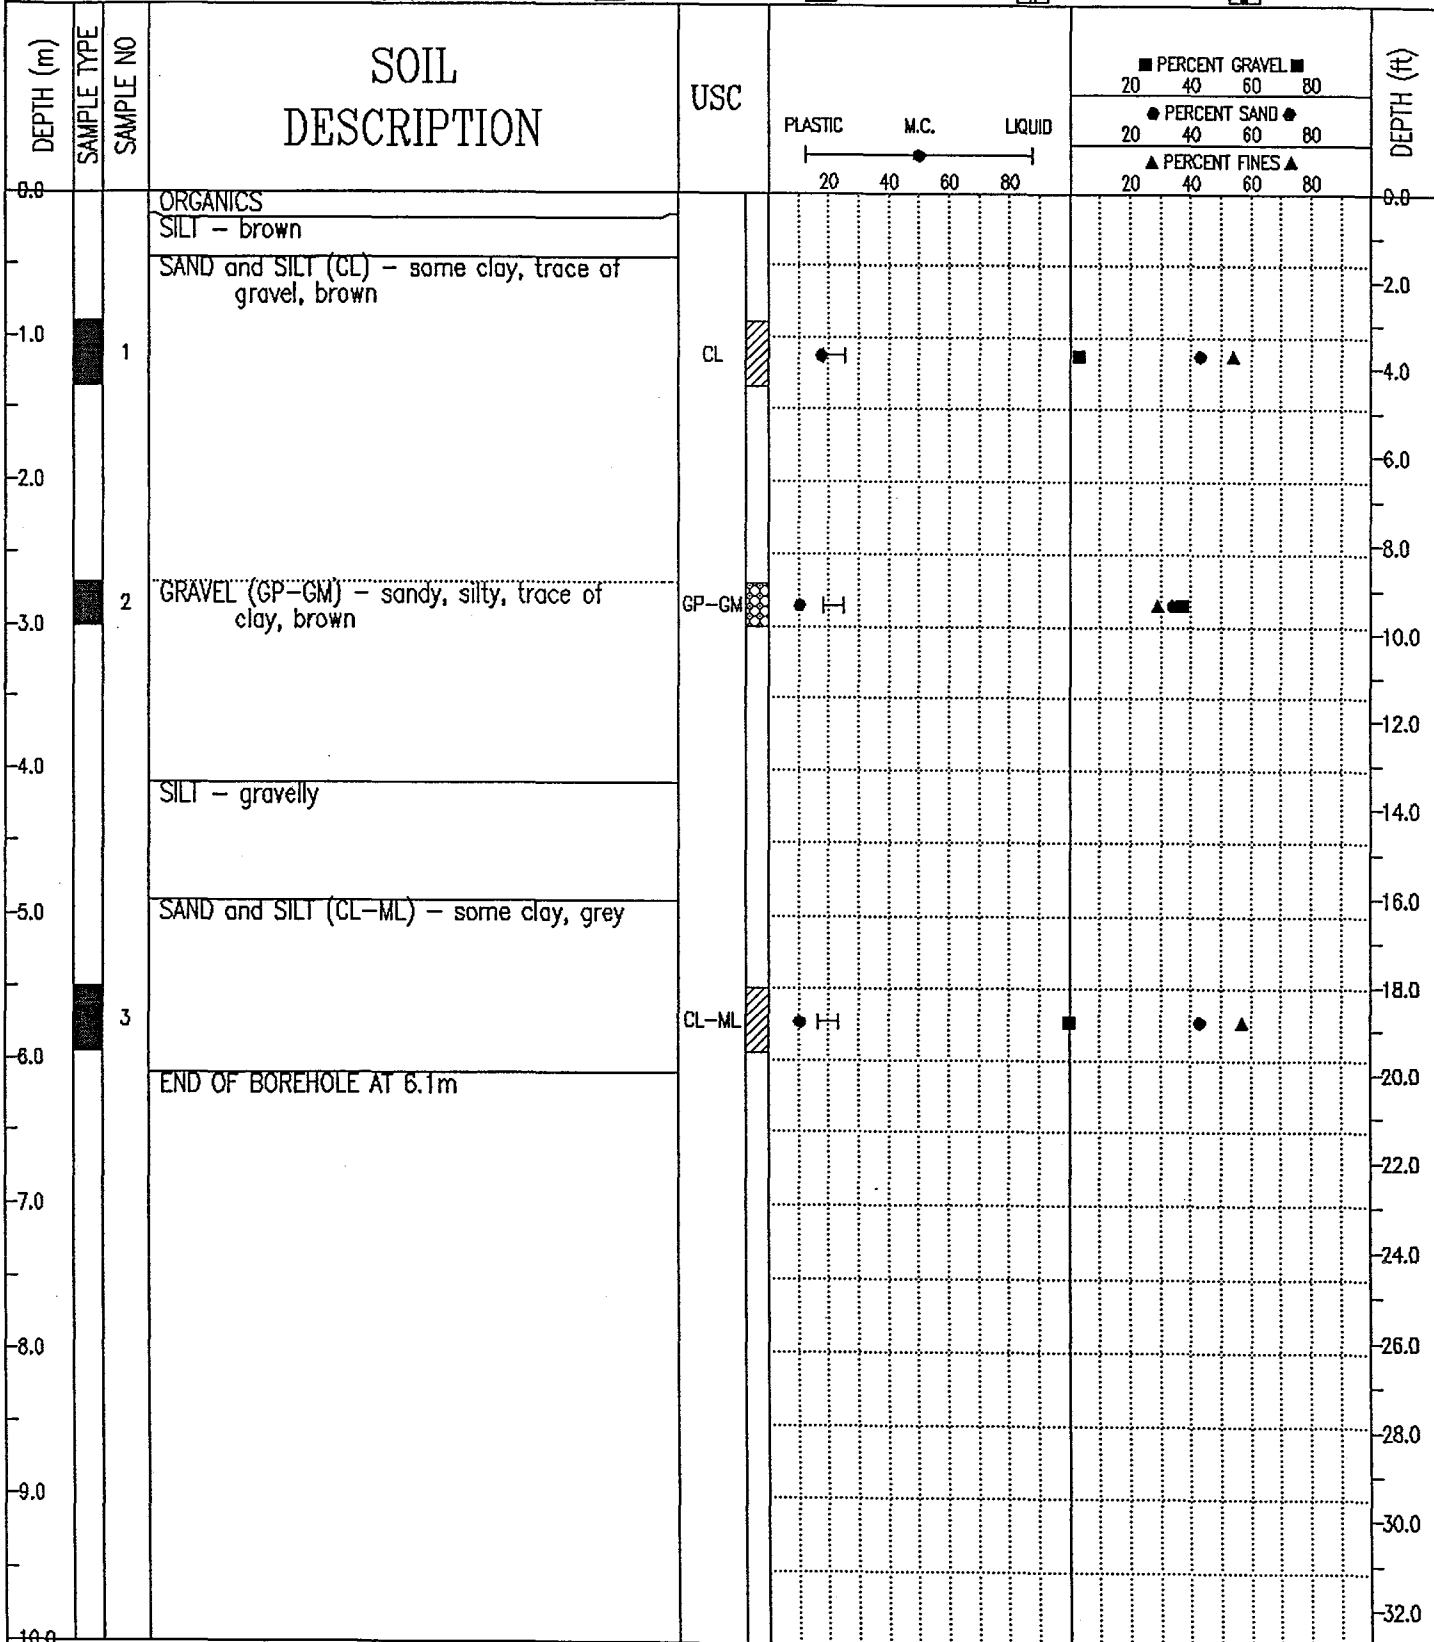 DEPTH (m)
SAMPLE TYPE
SAMPLE NO
SOIL
DESCRIPTION
USC
PLASTIC M.C. LIQUID
20 40 60 80
■ PERCENT GRAVEL ■
20 40 60 80
● PERCENT SAND ●
20 40 60 80
▲ PERCENT FINES ▲
20 40 60 80
DEPTH (ft)
0.0
1.0
2.0
3.0
4.0
5.0
6.0
7.0
8.0
9.0
10.0
1
2
3
ORGANICS
SILT – brown
SAND and SILT (CL) – some clay, trace of
gravel, brown
GRAVEL (GP-GM) – sandy, silty, trace of
clay, brown
SILT – gravelly
SAND and SILT (CL-ML) – some clay, grey
END OF BOREHOLE AT 6.1m
CL
GP-GM
CL-ML
0.0
2.0
4.0
6.0
8.0
10.0
12.0
14.0
16.0
18.0
20.0
22.0
24.0
26.0
28.0
30.0
32.0